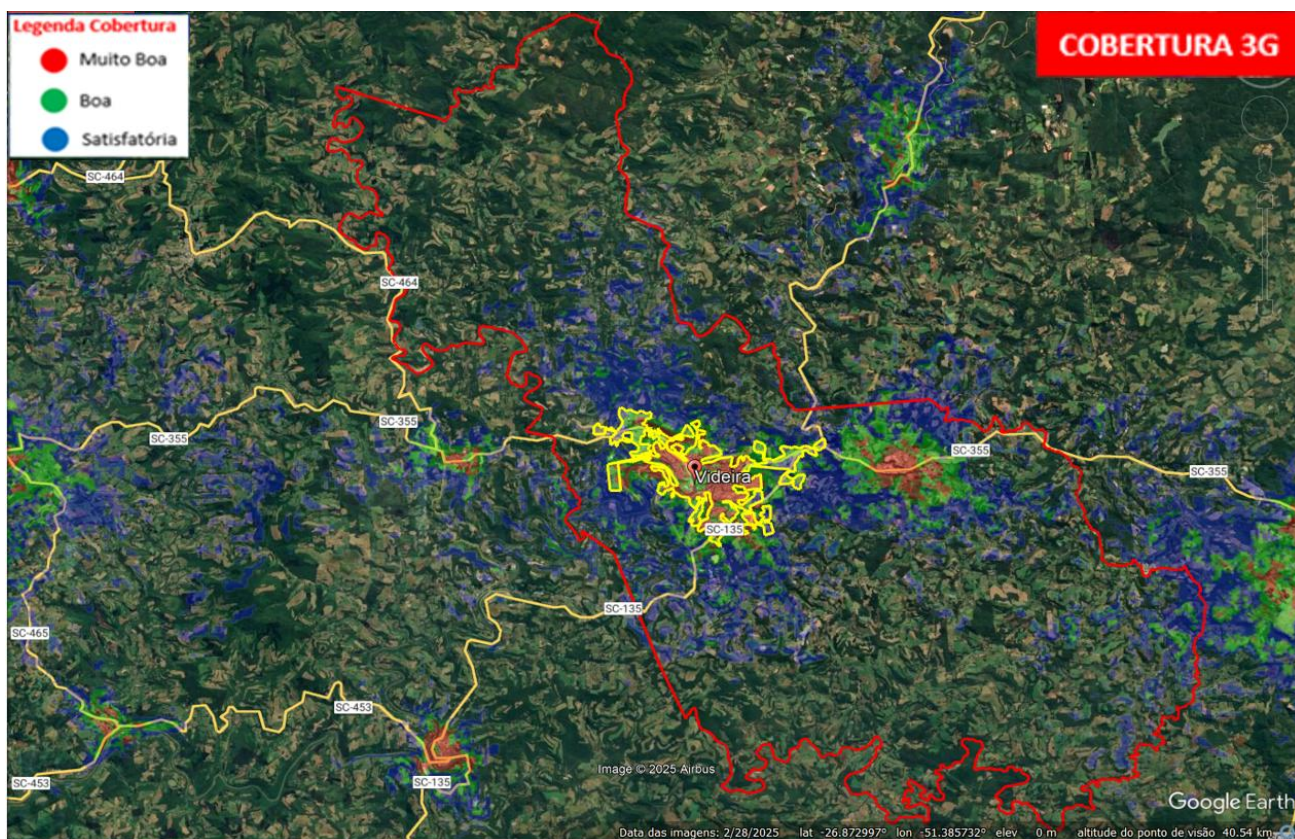 Legenda Cobertura
Muito Boa
Boa
Satisfatória
COBERTURA 3G
SC-464
SC-464
SC-355
SC-355
SC-355
SC-355
Videira
SC-135
SC-135
SC-465
SC-453
SC-453
SC-135
Image © 2025 Airbus
Google Earth
Data das imagens: 2/28/2025 lat -26.872997° lon -51.385732° elev 0 m altitude do ponto de visão 40.54 km